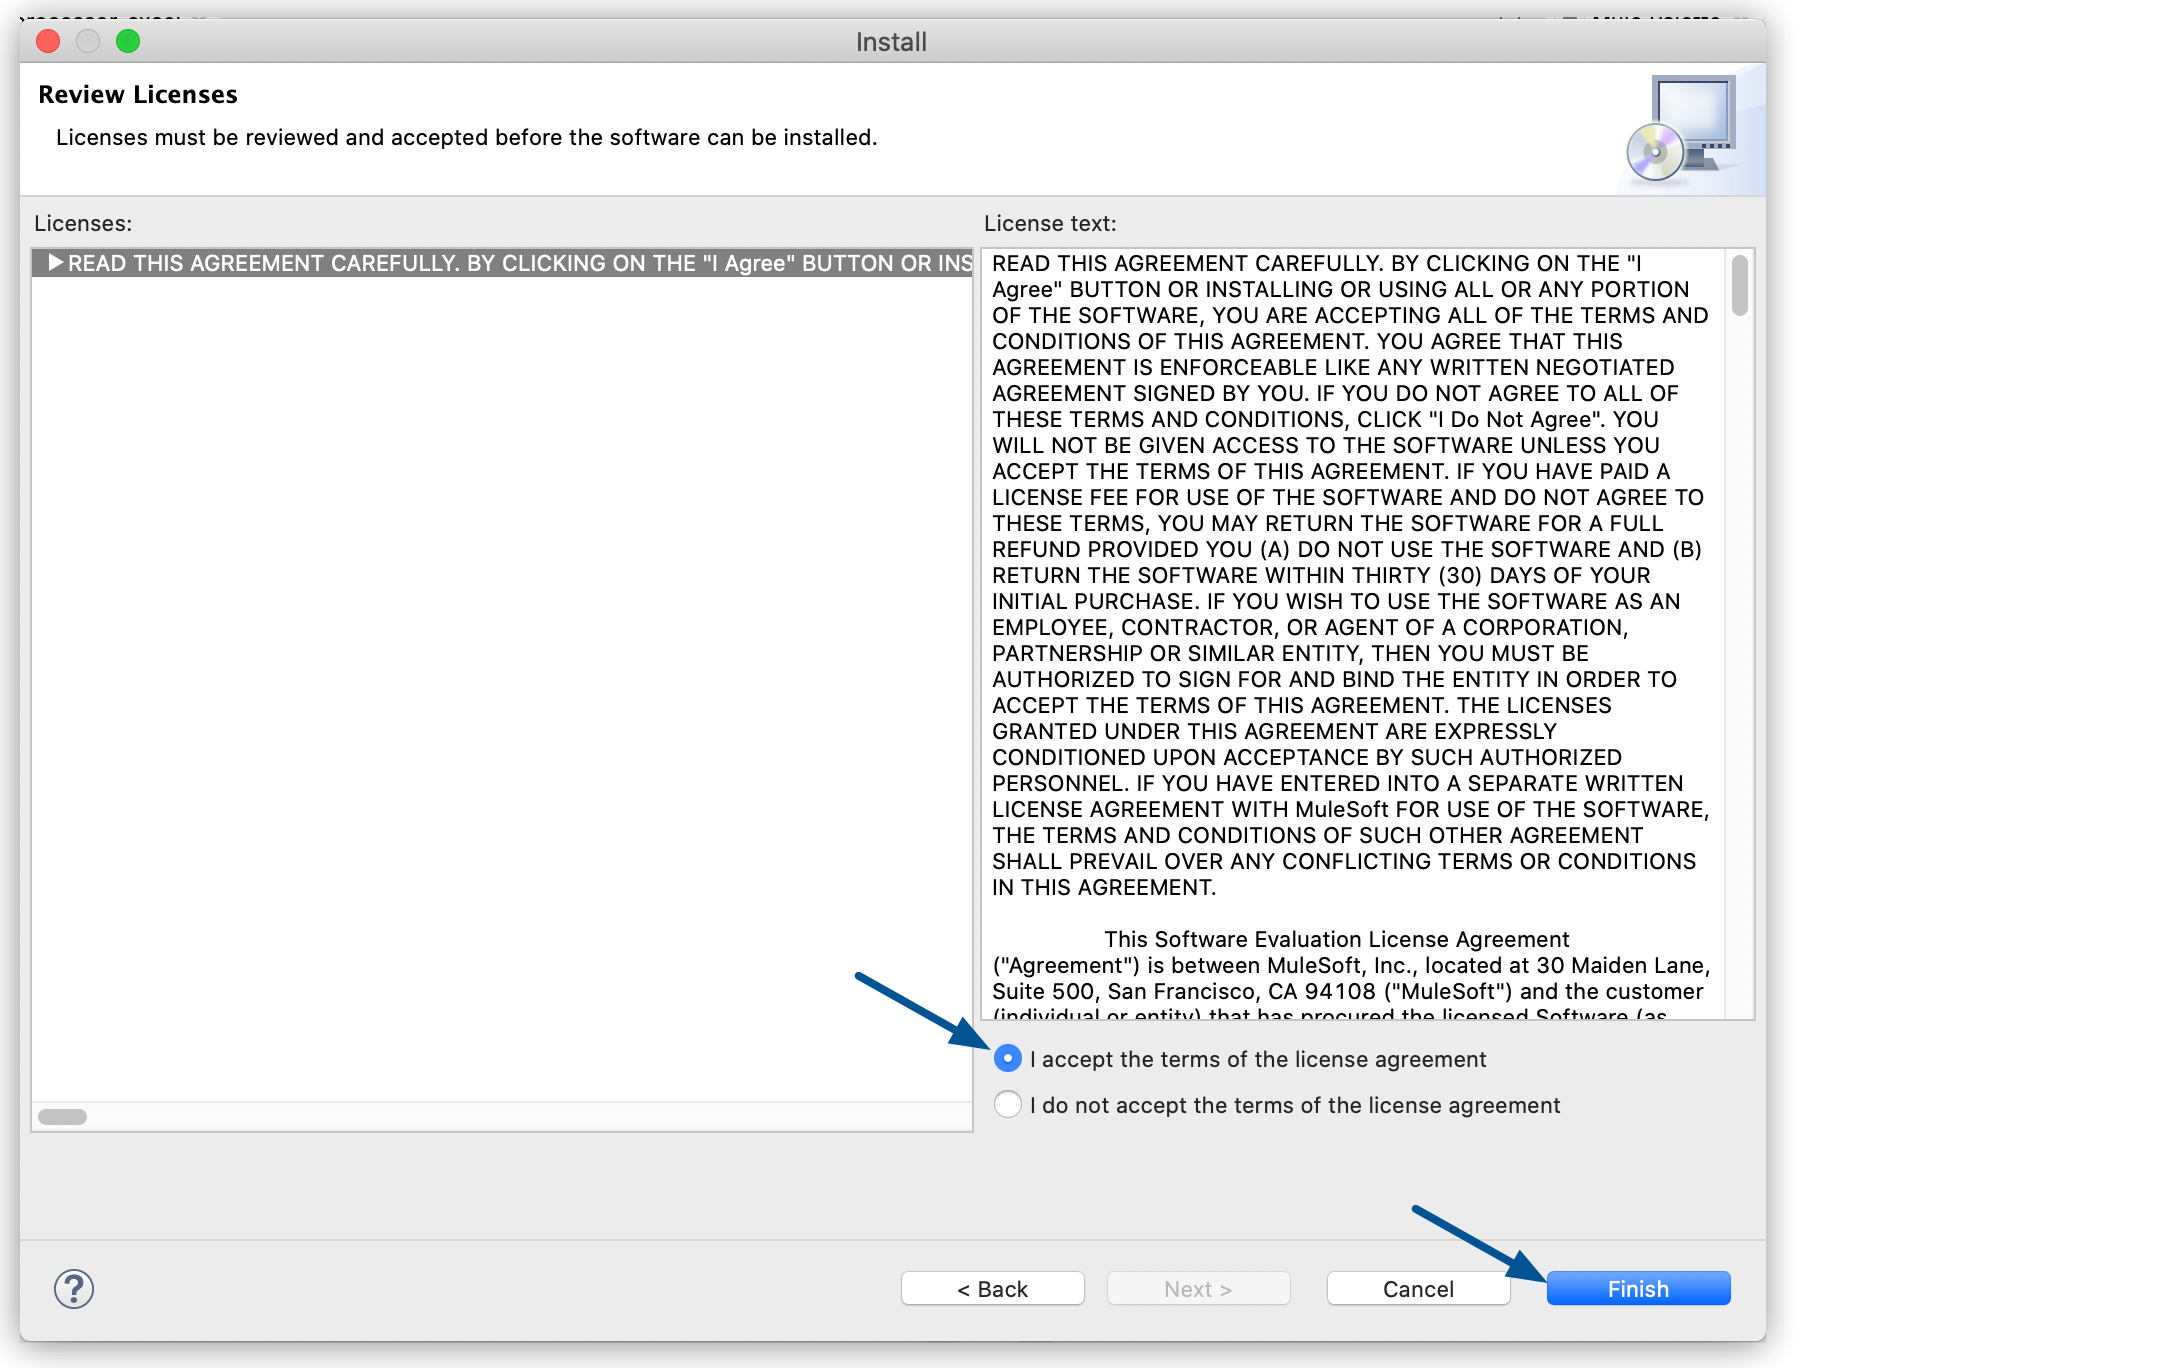 Install
Review Licenses
Licenses must be reviewed and accepted before the software can be installed.
Licenses:
READ THIS AGREEMENT CAREFULLY. BY CLICKING ON THE "I Agree" BUTTON OR INS
License text:
READ THIS AGREEMENT CAREFULLY. BY CLICKING ON THE "I
Agree" BUTTON OR INSTALLING OR USING ALL OR ANY PORTION
OF THE SOFTWARE, YOU ARE ACCEPTING ALL OF THE TERMS AND
CONDITIONS OF THIS AGREEMENT. YOU AGREE THAT THIS
AGREEMENT IS ENFORCEABLE LIKE ANY WRITTEN NEGOTIATED
AGREEMENT SIGNED BY YOU. IF YOU DO NOT AGREE TO ALL OF
THESE TERMS AND CONDITIONS, CLICK "I Do Not Agree". YOU
WILL NOT BE GIVEN ACCESS TO THE SOFTWARE UNLESS YOU
ACCEPT THE TERMS OF THIS AGREEMENT. IF YOU HAVE PAID A
LICENSE FEE FOR USE OF THE SOFTWARE AND DO NOT AGREE TO
THESE TERMS, YOU MAY RETURN THE SOFTWARE FOR A FULL
REFUND PROVIDED YOU (A) DO NOT USE THE SOFTWARE AND (B)
RETURN THE SOFTWARE WITHIN THIRTY (30) DAYS OF YOUR
INITIAL PURCHASE. IF YOU WISH TO USE THE SOFTWARE AS AN
EMPLOYEE, CONTRACTOR, OR AGENT OF A CORPORATION,
PARTNERSHIP OR SIMILAR ENTITY, THEN YOU MUST BE
AUTHORIZED TO SIGN FOR AND BIND THE ENTITY IN ORDER TO
ACCEPT THE TERMS OF THIS AGREEMENT. THE LICENSES
GRANTED UNDER THIS AGREEMENT ARE EXPRESSLY
CONDITIONED UPON ACCEPTANCE BY SUCH AUTHORIZED
PERSONNEL. IF YOU HAVE ENTERED INTO A SEPARATE WRITTEN
LICENSE AGREEMENT WITH MuleSoft FOR USE OF THE SOFTWARE,
THE TERMS AND CONDITIONS OF SUCH OTHER AGREEMENT
SHALL PREVAIL OVER ANY CONFLICTING TERMS OR CONDITIONS
IN THIS AGREEMENT.
This Software Evaluation License Agreement
("Agreement") is between MuleSoft, Inc., located at 30 Maiden Lane,
Suite 500, San Francisco, CA 94108 ("MuleSoft") and the customer
(individual or entity) that has procured the licensed Software (as
I accept the terms of the license agreement
I do not accept the terms of the license agreement
?
< Back
Next >
Cancel
Finish